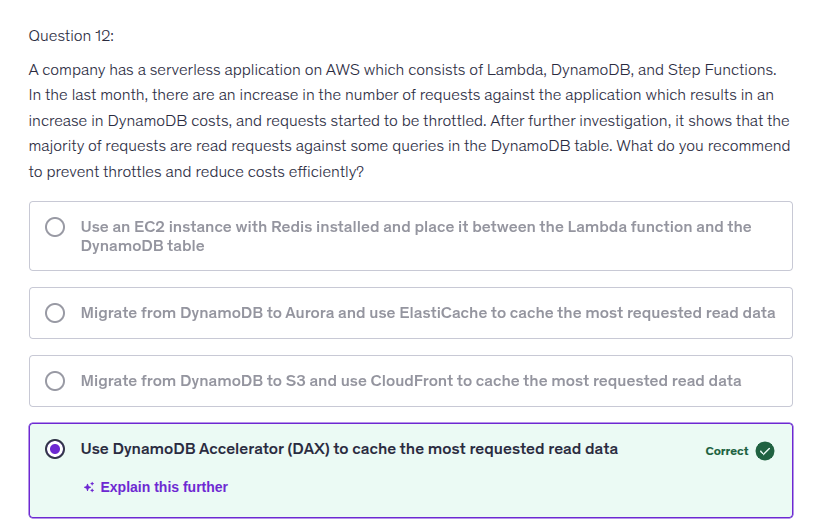 Question 12:
A company has a serverless application on AWS which consists of Lambda, DynamoDB, and Step Functions.
In the last month, there are an increase in the number of requests against the application which results in an
increase in DynamoDB costs, and requests started to be throttled. After further investigation, it shows that the
majority of requests are read requests against some queries in the DynamoDB table. What do you recommend
to prevent throttles and reduce costs efficiently?
Use an EC2 instance with Redis installed and place it between the Lambda function and the
DynamoDB table
Migrate from DynamoDB to Aurora and use ElastiCache to cache the most requested read data
Migrate from DynamoDB to S3 and use CloudFront to cache the most requested read data
Use DynamoDB Accelerator (DAX) to cache the most requested read data
Correct
Explain this further